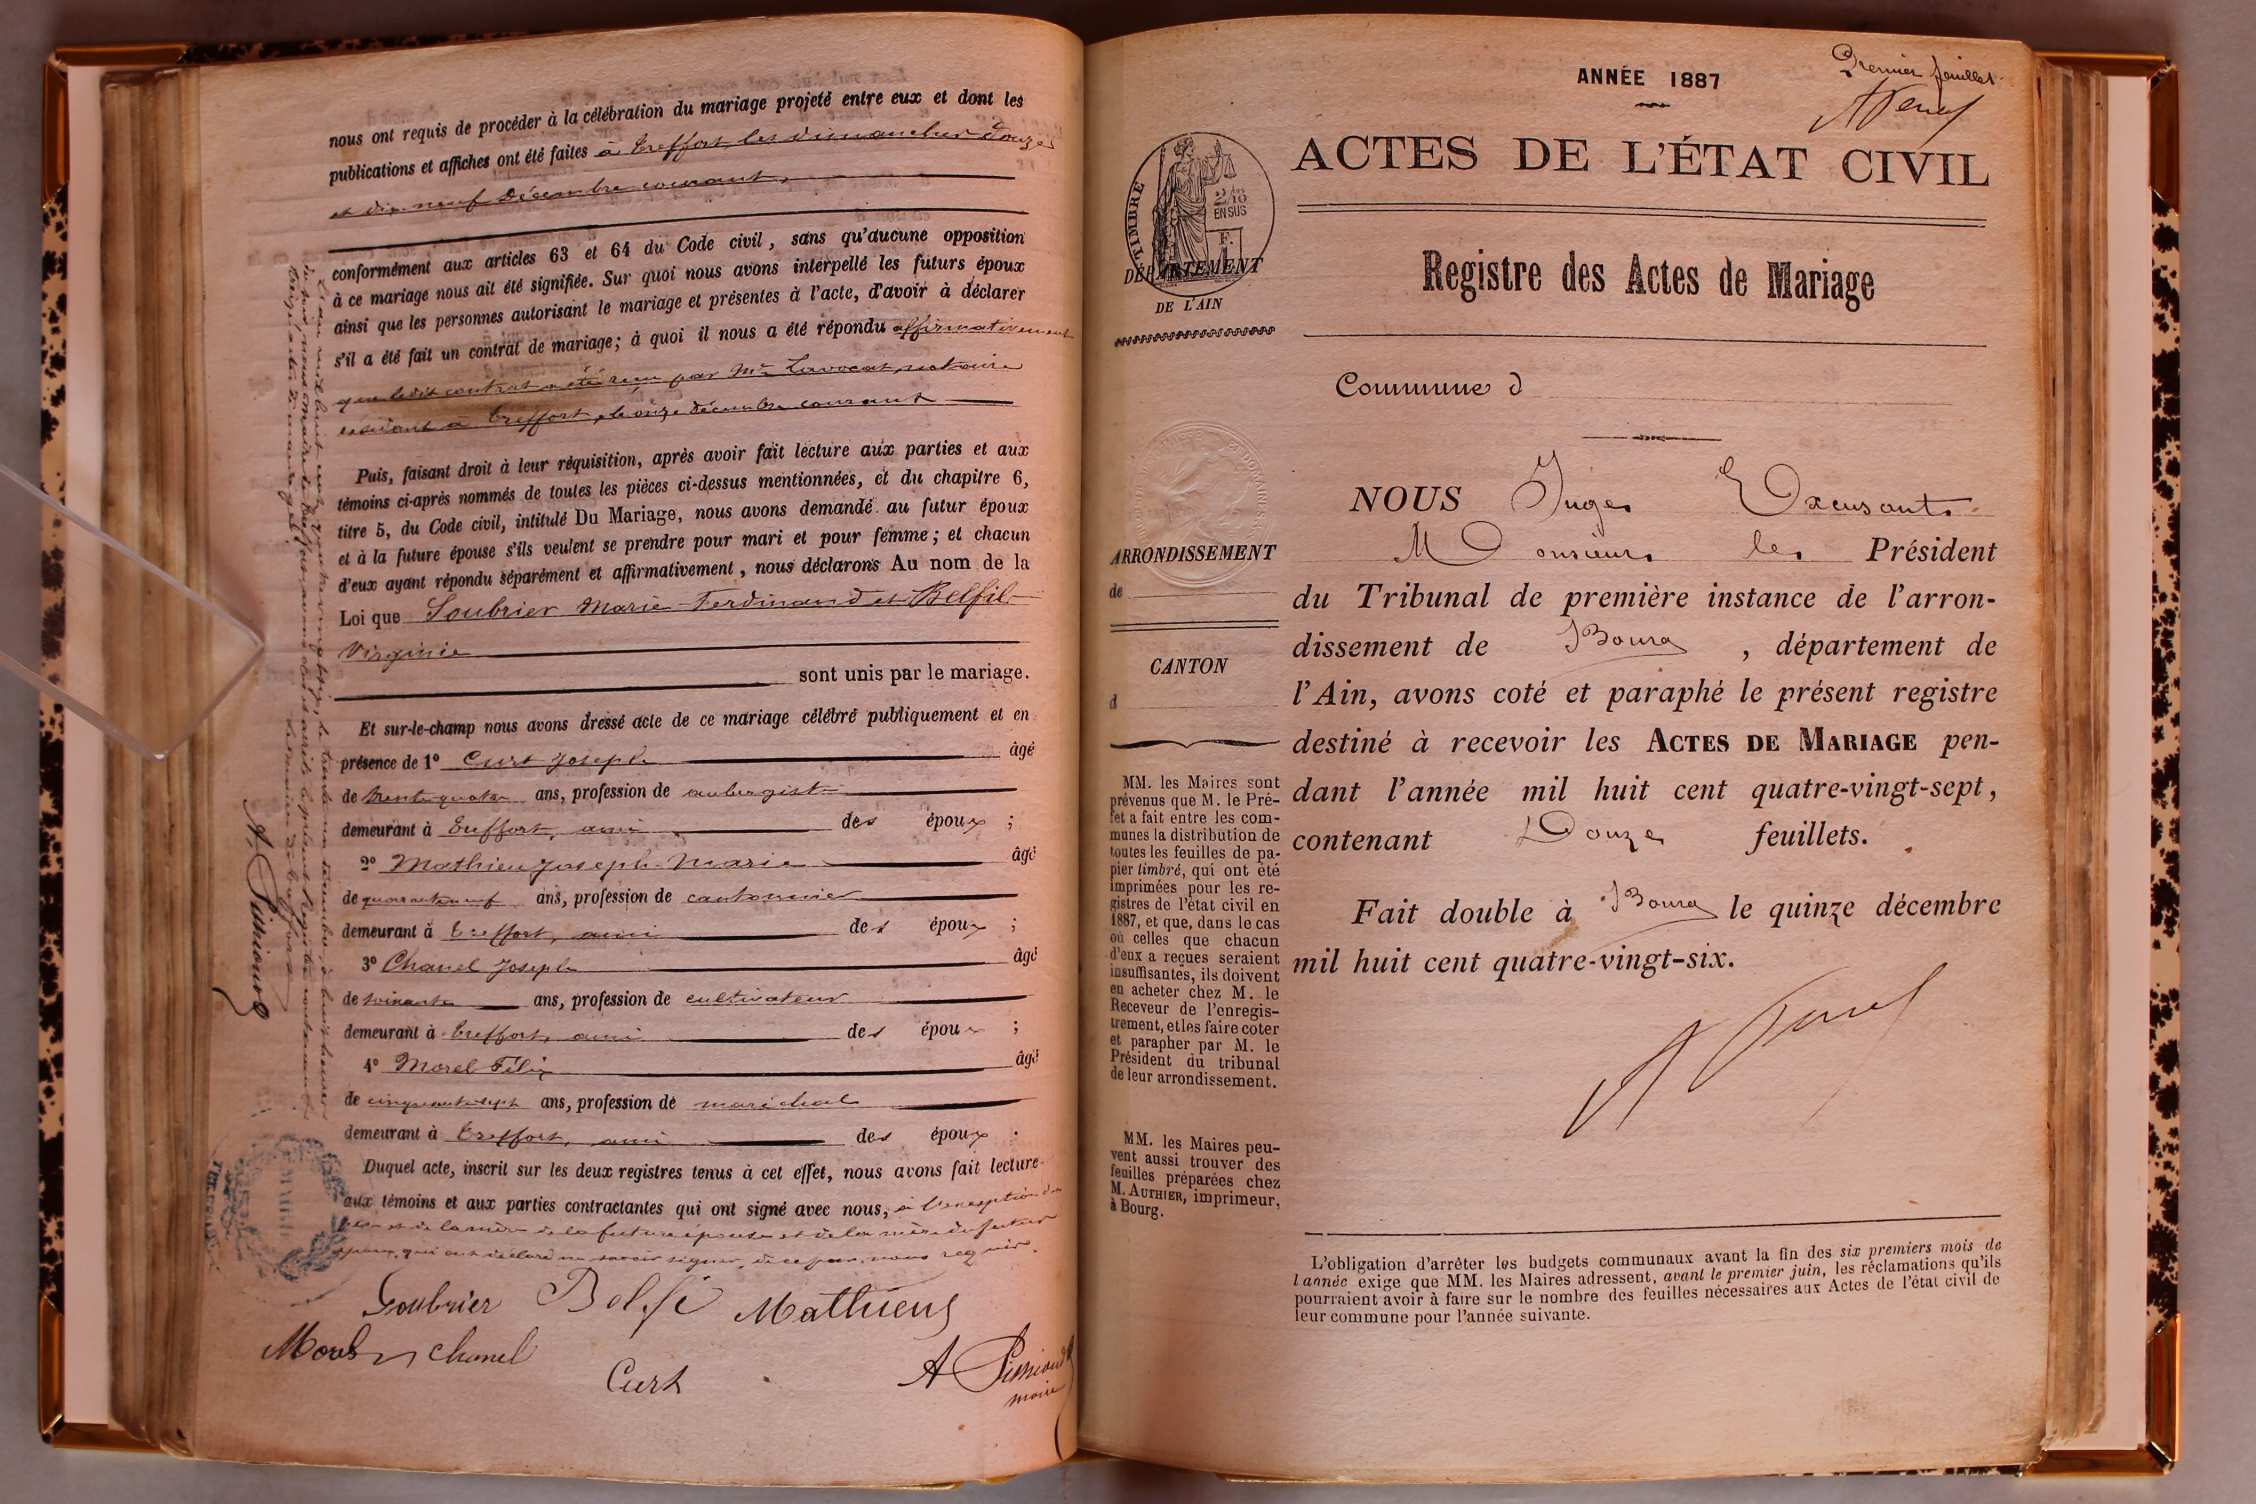 nous ont requis de procéder à la célébration du mariage projeté entre eux et dont les
publications et affiches ont été faites à Treffort les dimanches douze
et dix-neuf Décembre courant,
conformément aux articles 63 et 64 du Code civil, sans qu'aucune opposition
à ce mariage nous ait été signifiée. Sur quoi nous avons interpellé les futurs époux
ainsi que les personnes autorisant le mariage et présentes à l'acte, d'avoir à déclarer
s'il a été fait un contrat de mariage; à quoi il nous a été répondu affirmativement
que ledit contrat a été reçu par Me Lavocat, notaire
résidant à Treffort, le onze Décembre courant
Puis, faisant droit à leur réquisition, après avoir fait lecture aux parties et aux
témoins ci-après nommés de toutes les pièces ci-dessus mentionnées, et du chapitre 6,
titre 5, du Code civil, intitulé Du Mariage, nous avons demandé au futur époux
et à la future épouse s'ils veulent se prendre pour mari et pour femme; et chacun
d'eux ayant répondu séparément et affirmativement, nous déclarons Au nom de la
Loi que Soubrier Marie Ferdinand et Belfil
Virginie
sont unis par le mariage.
Et sur-le-champ nous avons dressé acte de ce mariage célébré publiquement et en
présence de 1° Curt Joseph âgé
de trente quatre ans, profession de aubergiste
demeurant à Treffort, ami des époux ;
2° Mathieu Joseph-Marie âgé
de quarante neuf ans, profession de cantonnier
demeurant à Treffort, ami des époux ;
3° Chanel Joseph âgé
de soixante ans, profession de cultivateur
demeurant à Treffort, ami des époux ;
4° Morel Félix âgé
de cinquante sept ans, profession de maréchal
demeurant à Treffort, ami des époux .
Duquel acte, inscrit sur les deux registres tenus à cet effet, nous avons fait lecture
aux témoins et aux parties contractantes qui ont signé avec nous, à l'exception du
père et de la mère de la future épouse et de la mère du futur
époux, qui ont déclaré ne savoir signer, de ce par nous requis.
Soubrier Belfi Mathieu
Morel Chanel
Curt
A
maire
MAIRIE
ANNÉE 1887
Premier feuillet
ACTES DE L'ÉTAT CIVIL
TIMBRE
2/10
EN SUS
F.
DÉPARTEMENT
DE L'AIN
Registre des Actes de Mariage
Commune d
ARRONDISSEMENT
de
CANTON
d
NOUS Juges Excusants
Monsieur les Président
du Tribunal de première instance de l'arron-
dissement de Bourg , département de
l'Ain, avons coté et paraphé le présent registre
destiné à recevoir les ACTES DE MARIAGE pen-
dant l'année mil huit cent quatre-vingt-sept,
contenant Douze feuillets.
Fait double à Bourg le quinze décembre
mil huit cent quatre-vingt-six.
MM. les Maires sont
prévenus que M. le Pré-
fet a fait entre les com-
munes la distribution de
toutes les feuilles de pa-
pier timbré, qui ont été
imprimées pour les re-
gistres de l'état civil en
1887, et que, dans le cas
où celles que chacun
d'eux a reçues seraient
insuffisantes, ils doivent
en acheter chez M. le
Receveur de l'enregis-
trement, et les faire coter
et parapher par M. le
Président du tribunal
de leur arrondissement.
MM. les Maires peu-
vent aussi trouver des
feuilles préparées chez
M. AUTHIER, imprimeur,
à Bourg.
L'obligation d'arrêter les budgets communaux avant la fin des six premiers mois de
l'année exige que MM. les Maires adressent, avant le premier juin, les réclamations qu'ils
pourraient avoir à faire sur le nombre des feuilles nécessaires aux Actes de l'état civil de
leur commune pour l'année suivante.